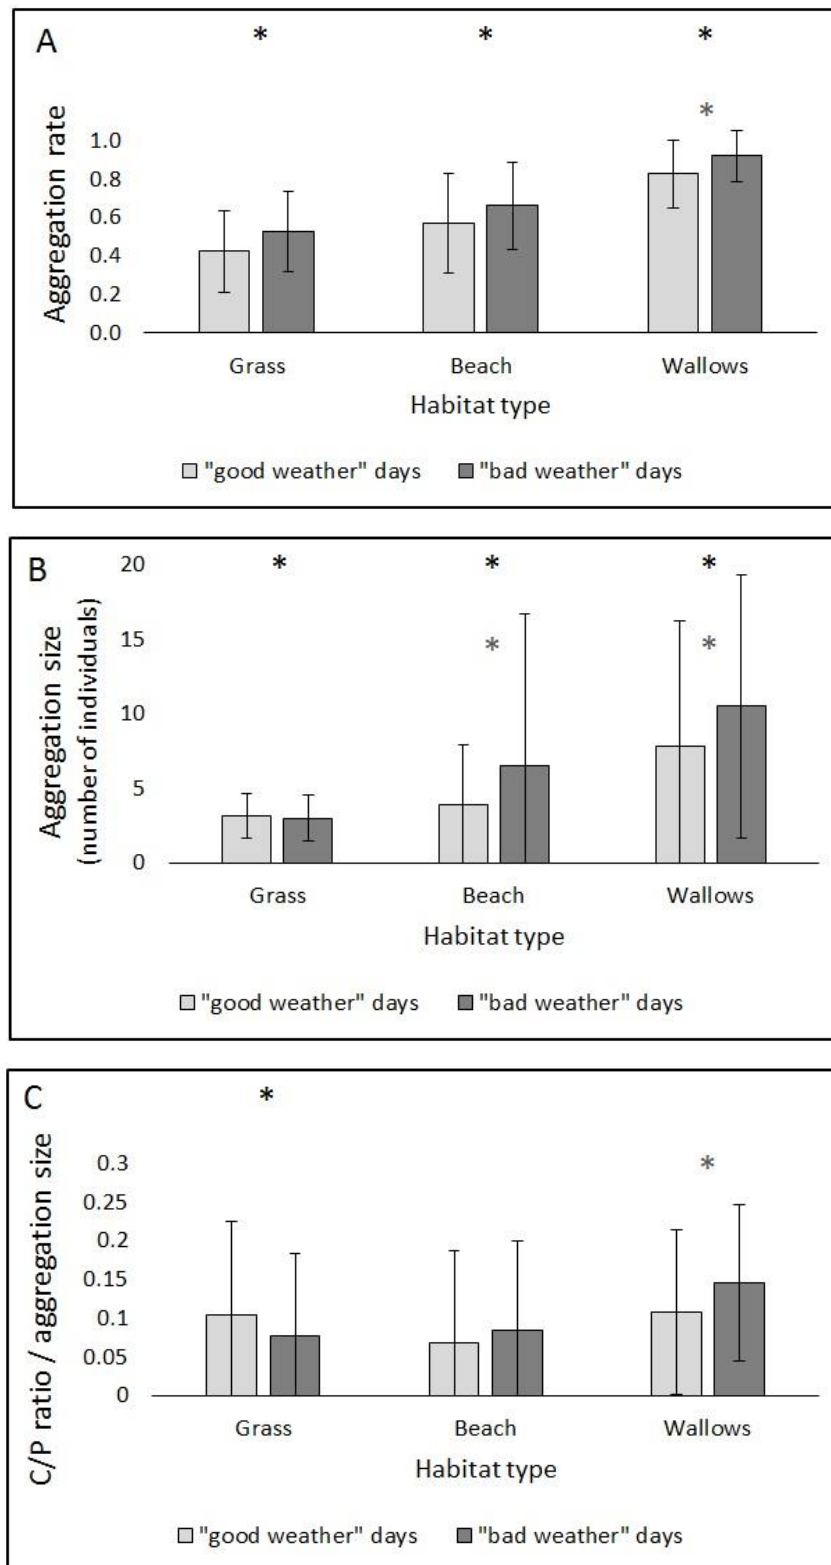 A
* * *
*
Aggregation rate
1.0
0.8
0.6
0.4
0.2
0.0
Grass Beach Wallows
Habitat type
"good weather" days "bad weather" days
B
* * *
* *
Aggregation size
(number of individuals)
20
15
10
5
0
Grass Beach Wallows
Habitat type
"good weather" days "bad weather" days
C
*
*
C/P ratio / aggregation size
0.3
0.25
0.2
0.15
0.1
0.05
0
Grass Beach Wallows
Habitat type
"good weather" days "bad weather" days